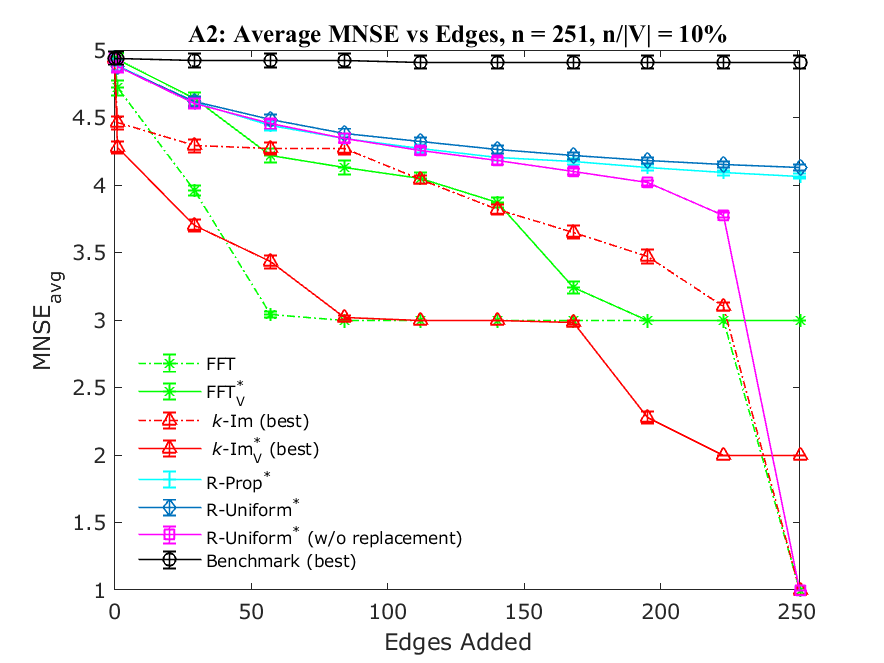 A2: Average MNSE vs Edges, n = 251, n/|V| = 10%
5
4.5
4
3.5
3
2.5
2
1.5
1
MNSE_avg
FFT
FFT*_V
k-Im (best)
k-Im*_V (best)
R-Prop*
R-Uniform*
R-Uniform* (w/o replacement)
Benchmark (best)
0 50 100 150 200 250
Edges Added